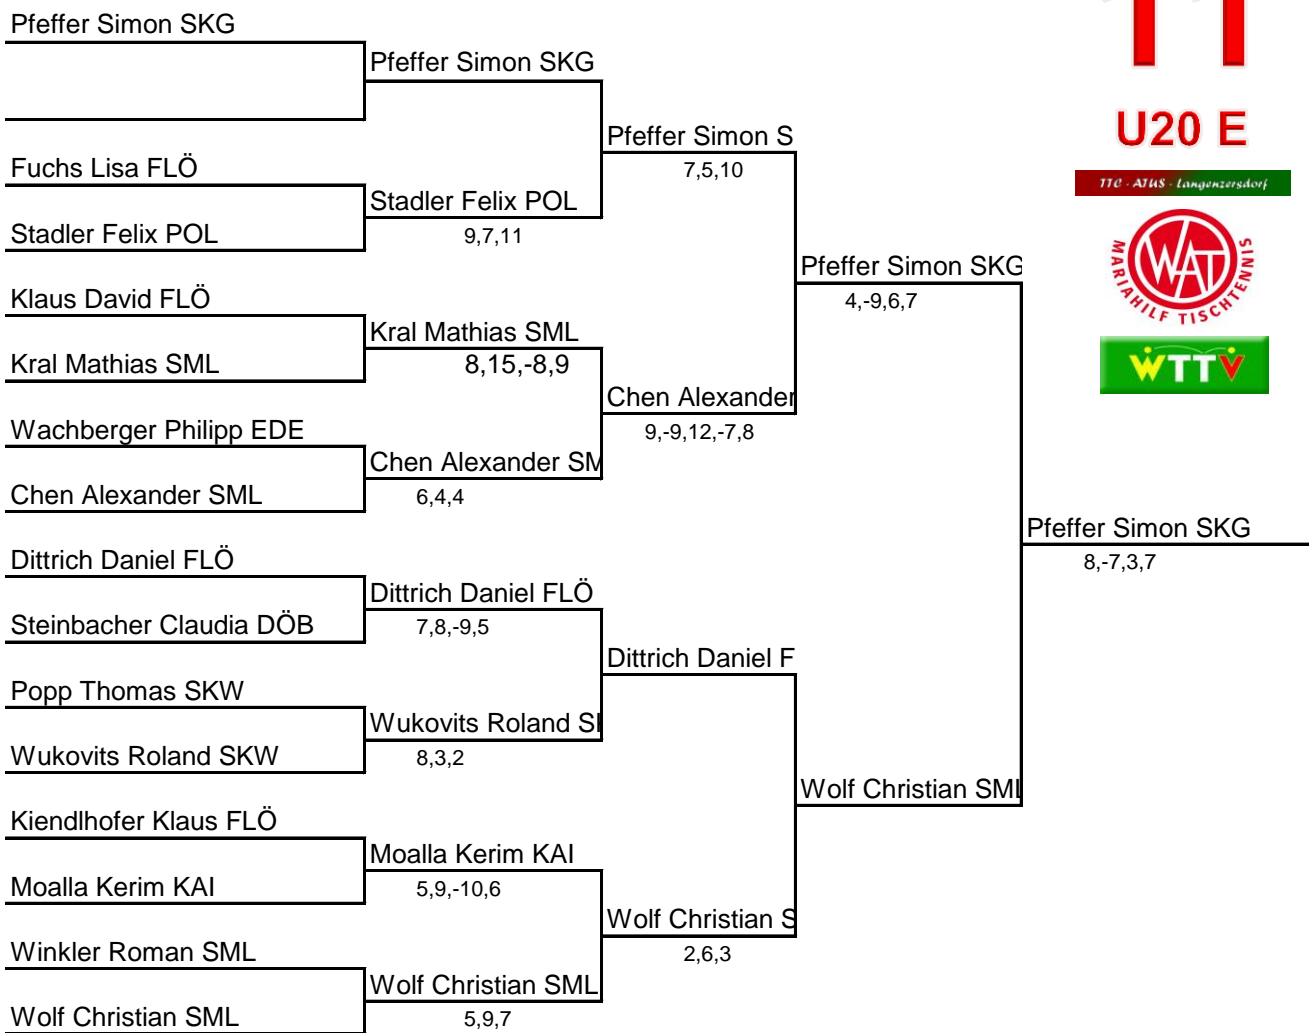 Pfeffer Simon SKG
Pfeffer Simon SKG
Pfeffer Simon S
7,5,10
U20 E
TTC - ATUS - Langenzersdorf
Fuchs Lisa FLÖ
Stadler Felix POL
Stadler Felix POL
9,7,11
WAT
MARIAHILF TISCHTENNIS
Pfeffer Simon SKG
4,-9,6,7
Klaus David FLÖ
Kral Mathias SML
Kral Mathias SML
8,15,-8,9
WTTV
Chen Alexander
9,-9,12,-7,8
Wachberger Philipp EDE
Chen Alexander SM
Chen Alexander SML
6,4,4
Pfeffer Simon SKG
8,-7,3,7
Dittrich Daniel FLÖ
Dittrich Daniel FLÖ
Steinbacher Claudia DÖB
7,8,-9,5
Dittrich Daniel F
Popp Thomas SKW
Wukovits Roland S
Wukovits Roland SKW
8,3,2
Wolf Christian SML
Kiendlhofer Klaus FLÖ
Moalla Kerim KAI
Moalla Kerim KAI
5,9,-10,6
Wolf Christian S
2,6,3
Winkler Roman SML
Wolf Christian SML
Wolf Christian SML
5,9,7